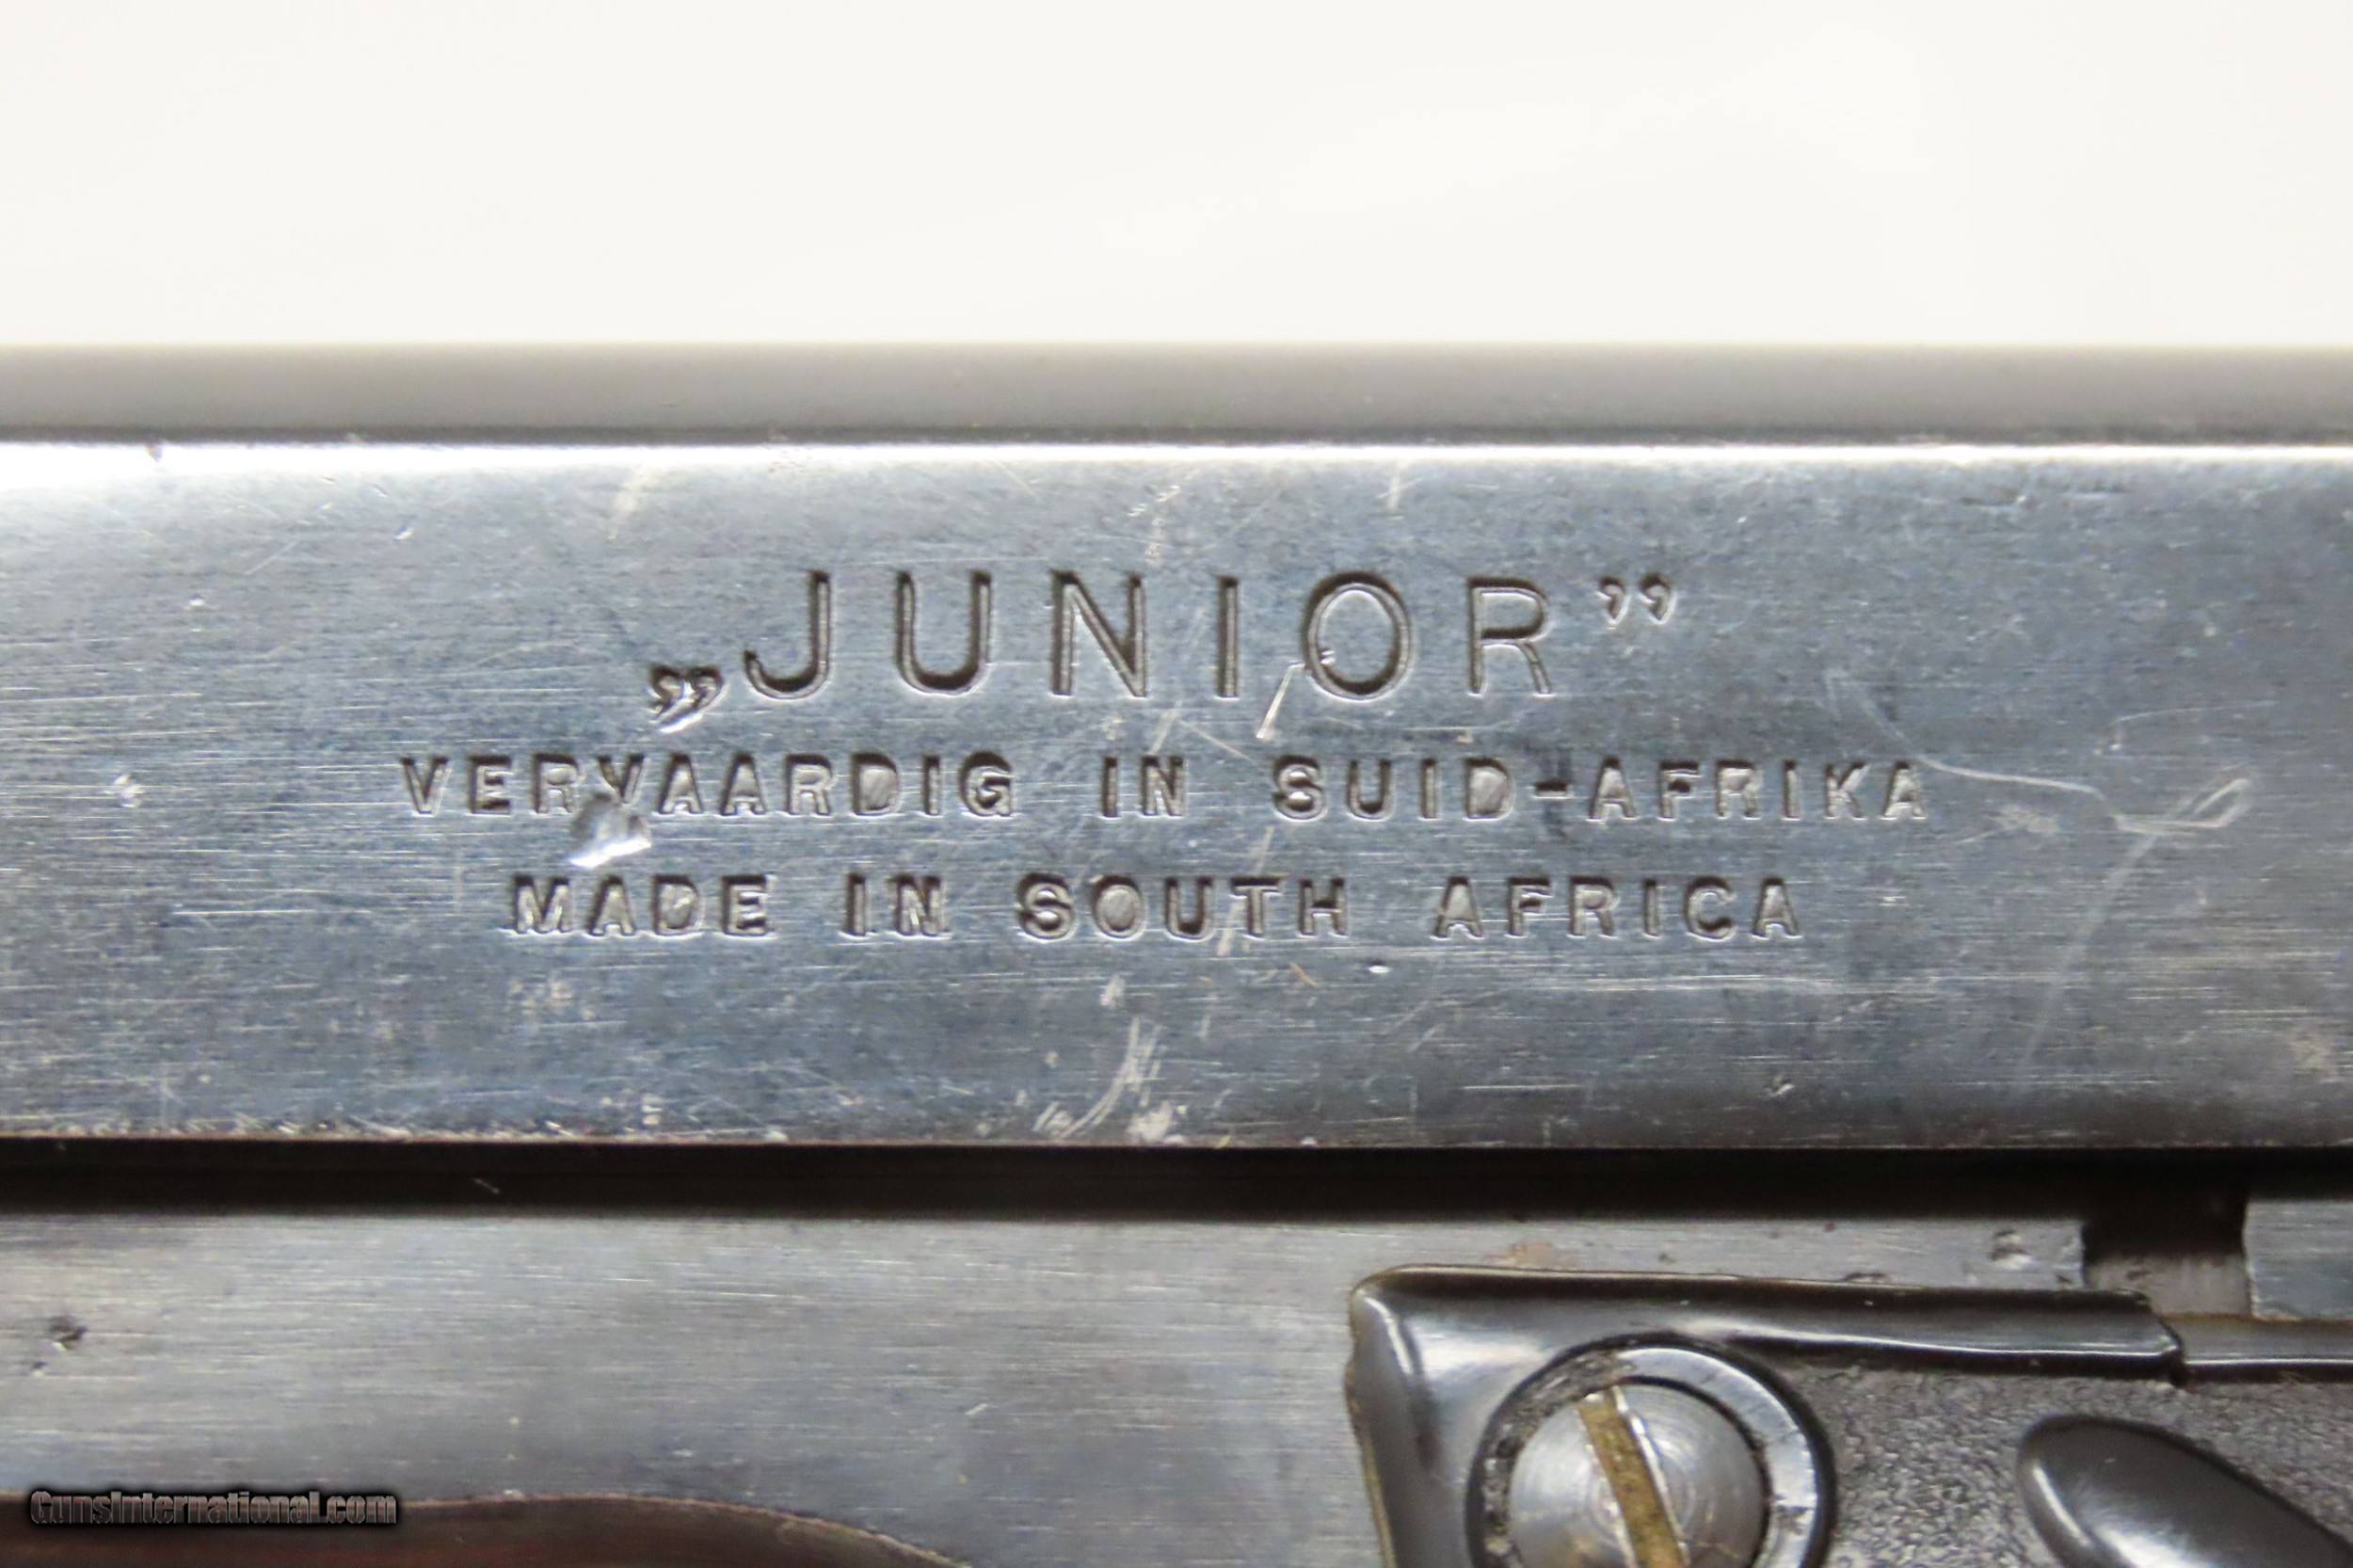 „JUNIOR”
VERVAARDIG IN SUID-AFRIKA
MADE IN SOUTH AFRICA
GunsInternational.com